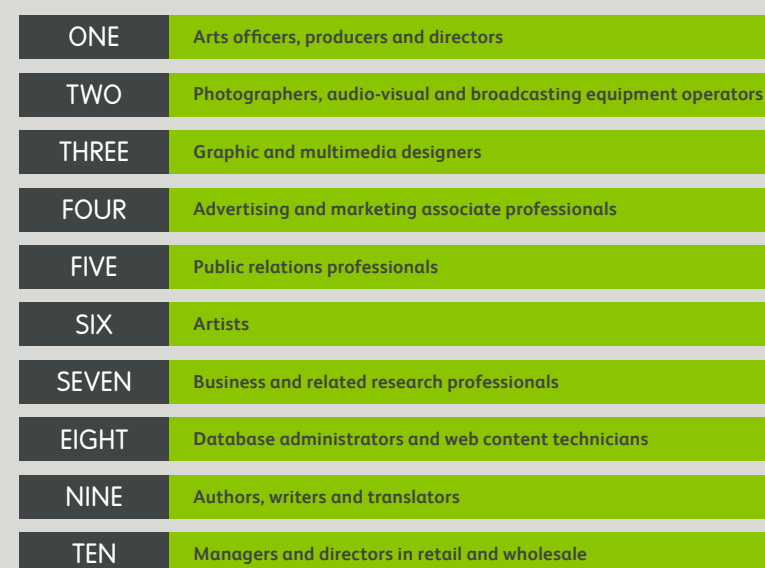 ONE Arts officers, producers and directors
TWO Photographers, audio-visual and broadcasting equipment operators
THREE Graphic and multimedia designers
FOUR Advertising and marketing associate professionals
FIVE Public relations professionals
SIX Artists
SEVEN Business and related research professionals
EIGHT Database administrators and web content technicians
NINE Authors, writers and translators
TEN Managers and directors in retail and wholesale